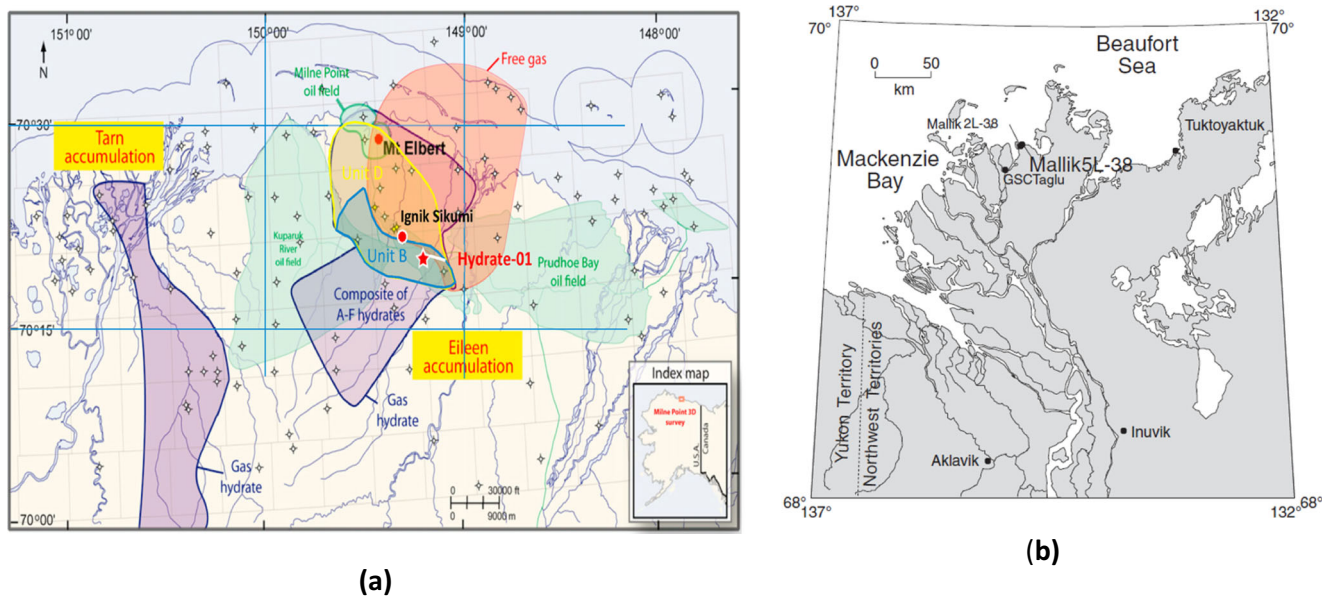 151°00'
150°00'
149°00'
148°00'
N
Milne Point
oil field
Free gas
70°30'
Tarn
accumulation
Mt Elbert
Unit D
Ignik Sikumi
Kuparuk
River
oil field
Unit B
Hydrate-01
Prudhoe Bay
oil field
Composite of
A-F hydrates
70°15'
Eileen
accumulation
Gas
hydrate
Gas
hydrate
Index map
Milne Point 3D
survey
U.S.A.
Canada
0 30000 ft
0 9000 m
70°00'
(a)
137°
132°
70°
70°
Beaufort
Sea
0 50
km
Mallik 2L-38
Tuktoyaktuk
Mackenzie
Bay
Mallik5L-38
GSCTaglu
Yukon Territory
Northwest Territories
Inuvik
Aklavik
68°
68°
137°
132°
(b)